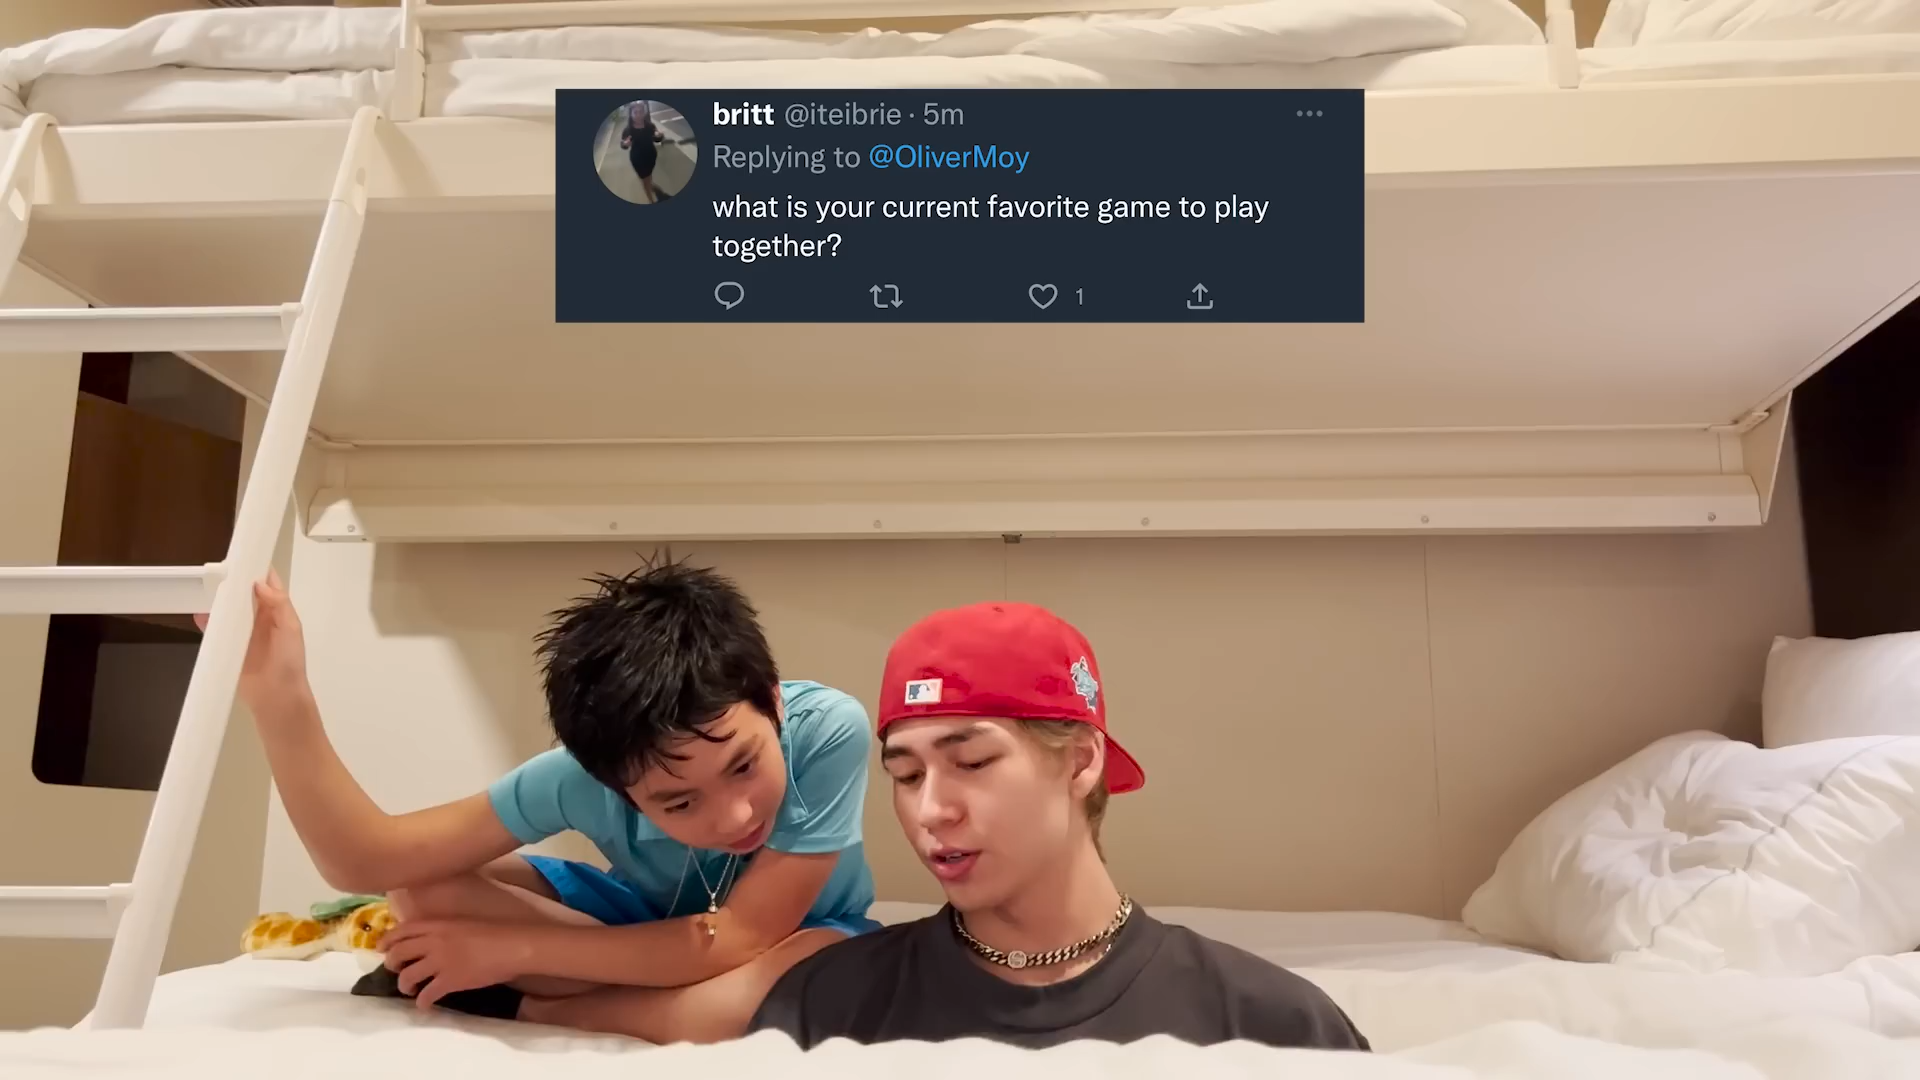 britt @iteibrie · 5m
Replying to @OliverMoy
what is your current favorite game to play
together?
1